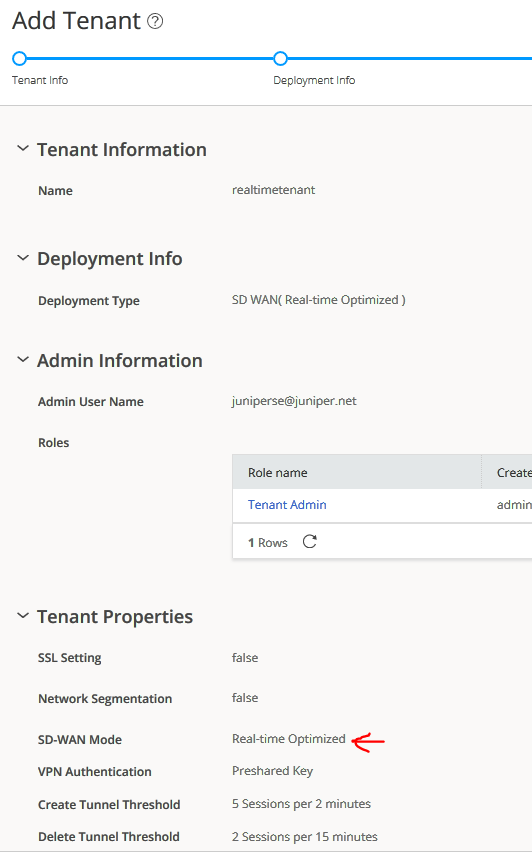 Add Tenant ?
Tenant Info Deployment Info
Tenant Information
Name realtimetenant
Deployment Info
Deployment Type SD WAN( Real-time Optimized )
Admin Information
Admin User Name juniperse@juniper.net
Roles
Role name Create
Tenant Admin admin
1 Rows
Tenant Properties
SSL Setting false
Network Segmentation false
SD-WAN Mode Real-time Optimized
VPN Authentication Preshared Key
Create Tunnel Threshold 5 Sessions per 2 minutes
Delete Tunnel Threshold 2 Sessions per 15 minutes